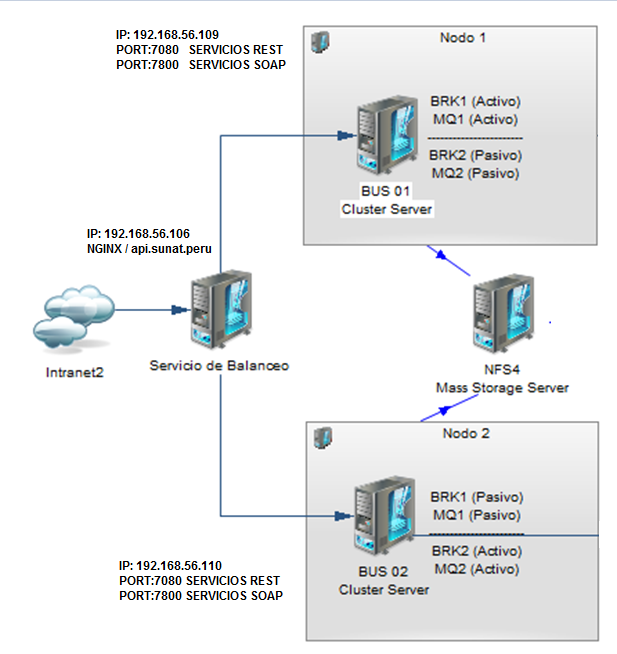 IP: 192.168.56.109
PORT:7080 SERVICIOS REST
PORT:7800 SERVICIOS SOAP
Nodo 1
BRK1 (Activo)
MQ1 (Activo)
-----------------------
BRK2 (Pasivo)
MQ2 (Pasivo)
BUS 01
Cluster Server
IP: 192.168.56.106
NGINX / api.sunat.peru
Intranet2
Servicio de Balanceo
NFS4
Mass Storage Server
Nodo 2
BRK1 (Pasivo)
MQ1 (Pasivo)
-----------------------
BRK2 (Activo)
MQ2 (Activo)
BUS 02
Cluster Server
IP: 192.168.56.110
PORT:7080 SERVICIOS REST
PORT:7800 SERVICIOS SOAP